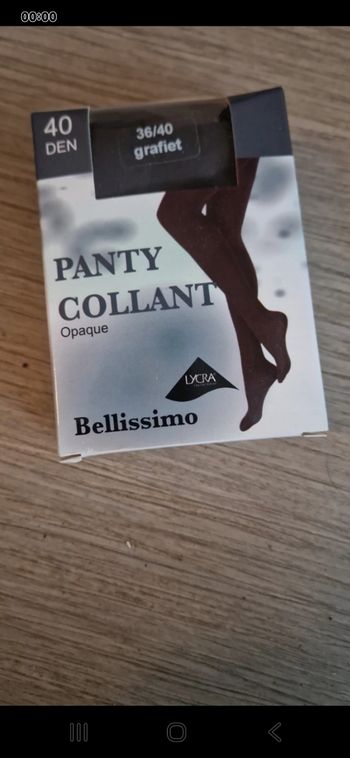 00:00
40
DEN
36/40
grafiet
PANTY
COLLANT
Opaque
LYCRA
Bellissimo